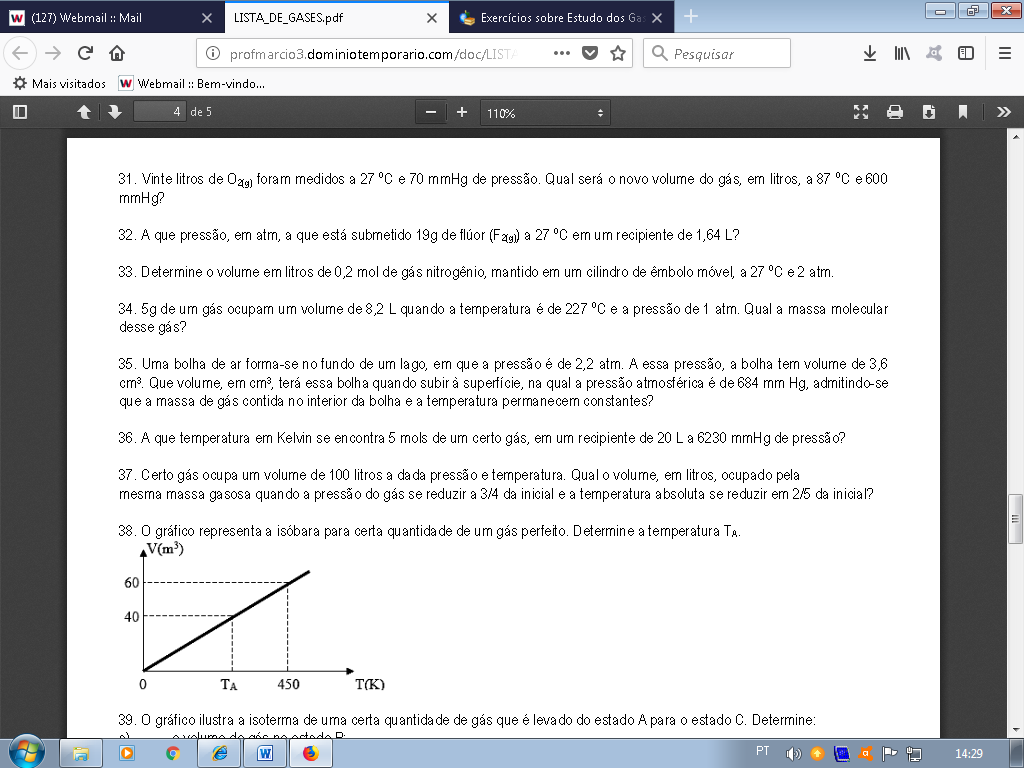 (127) Webmail :: Mail
LISTA_DE_GASES.pdf
Exercícios sobre Estudo dos Ga
profmarcio3.dominiotemporario.com/doc/LIST
Pesquisar
Mais visitados
Webmail :: Bem-vindo...
4 de 5
110%
31. Vinte litros de O2(g) foram medidos a 27 ⁰C e 70 mmHg de pressão. Qual será o novo volume do gás, em litros, a 87 ⁰C e 600
mmHg?
32. A que pressão, em atm, a que está submetido 19g de flúor (F2(g)) a 27 ⁰C em um recipiente de 1,64 L?
33. Determine o volume em litros de 0,2 mol de gás nitrogênio, mantido em um cilindro de êmbolo móvel, a 27 ⁰C e 2 atm.
34. 5g de um gás ocupam um volume de 8,2 L quando a temperatura é de 227 ⁰C e a pressão de 1 atm. Qual a massa molecular
desse gás?
35. Uma bolha de ar forma-se no fundo de um lago, em que a pressão é de 2,2 atm. A essa pressão, a bolha tem volume de 3,6
cm³. Que volume, em cm³, terá essa bolha quando subir à superfície, na qual a pressão atmosférica é de 684 mm Hg, admitindo-se
que a massa de gás contida no interior da bolha e a temperatura permanecem constantes?
36. A que temperatura em Kelvin se encontra 5 mols de um certo gás, em um recipiente de 20 L a 6230 mmHg de pressão?
37. Certo gás ocupa um volume de 100 litros a dada pressão e temperatura. Qual o volume, em litros, ocupado pela
mesma massa gasosa quando a pressão do gás se reduzir a 3/4 da inicial e a temperatura absoluta se reduzir em 2/5 da inicial?
38. O gráfico representa a isóbara para certa quantidade de um gás perfeito. Determine a temperatura TA.
V(m³)
60
40
0 TA 450 T(K)
39. O gráfico ilustra a isoterma de uma certa quantidade de gás que é levado do estado A para o estado C. Determine:
PT
14:29